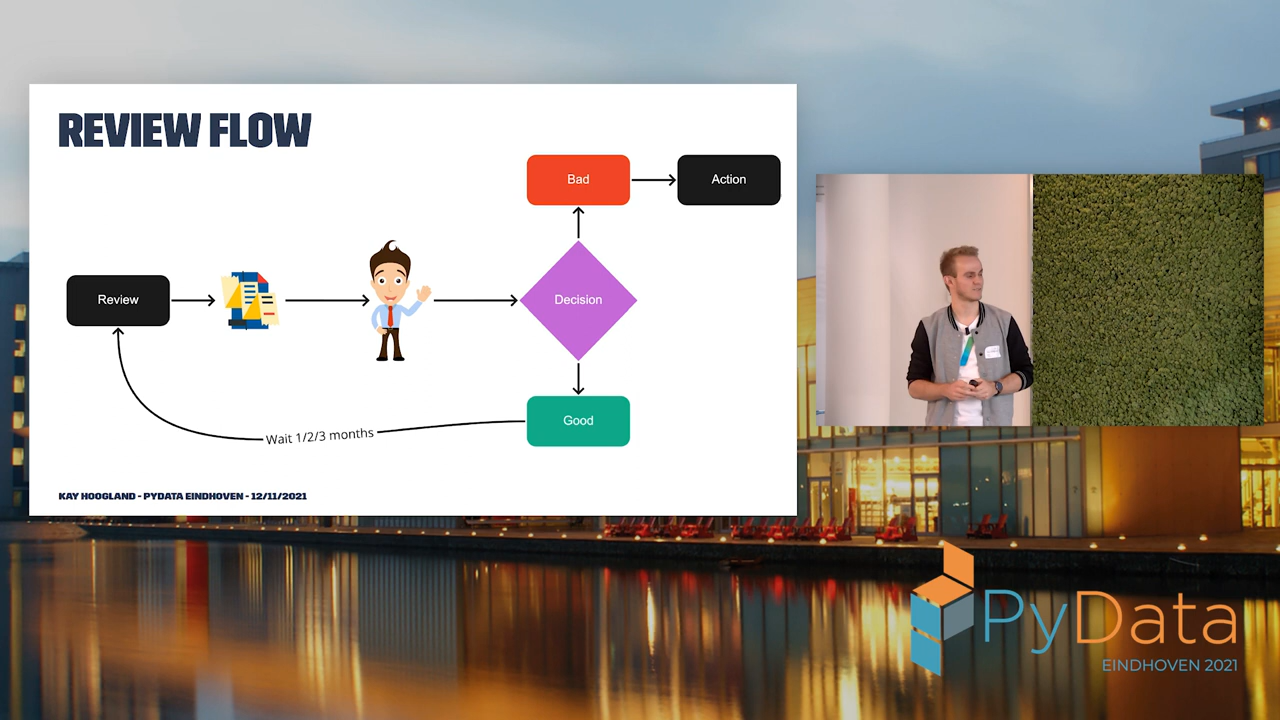 REVIEW FLOW
Bad
Action
Review
Decision
Good
Wait 1/2/3 months
KAY HOOGLAND - PYDATA EINDHOVEN - 12/11/2021
PyData
EINDHOVEN 2021